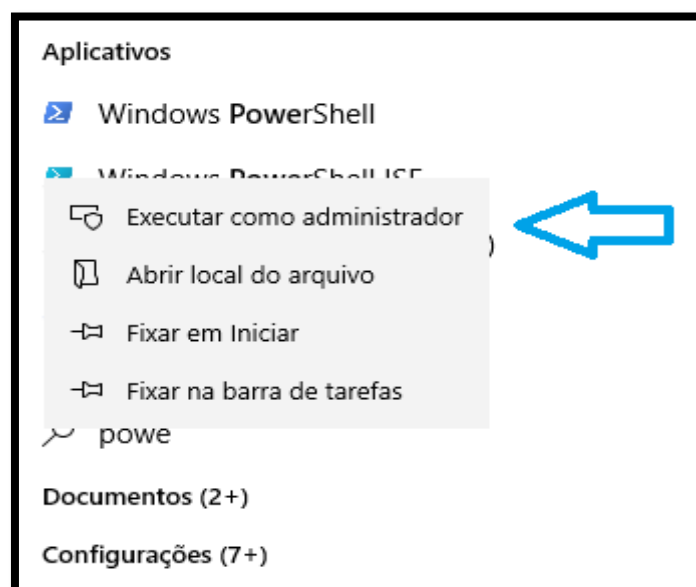 Aplicativos
Windows PowerShell
Windows PowerShell ISE
Executar como administrador
)
Abrir local do arquivo
Fixar em Iniciar
Fixar na barra de tarefas
powe
Documentos (2+)
Configurações (7+)